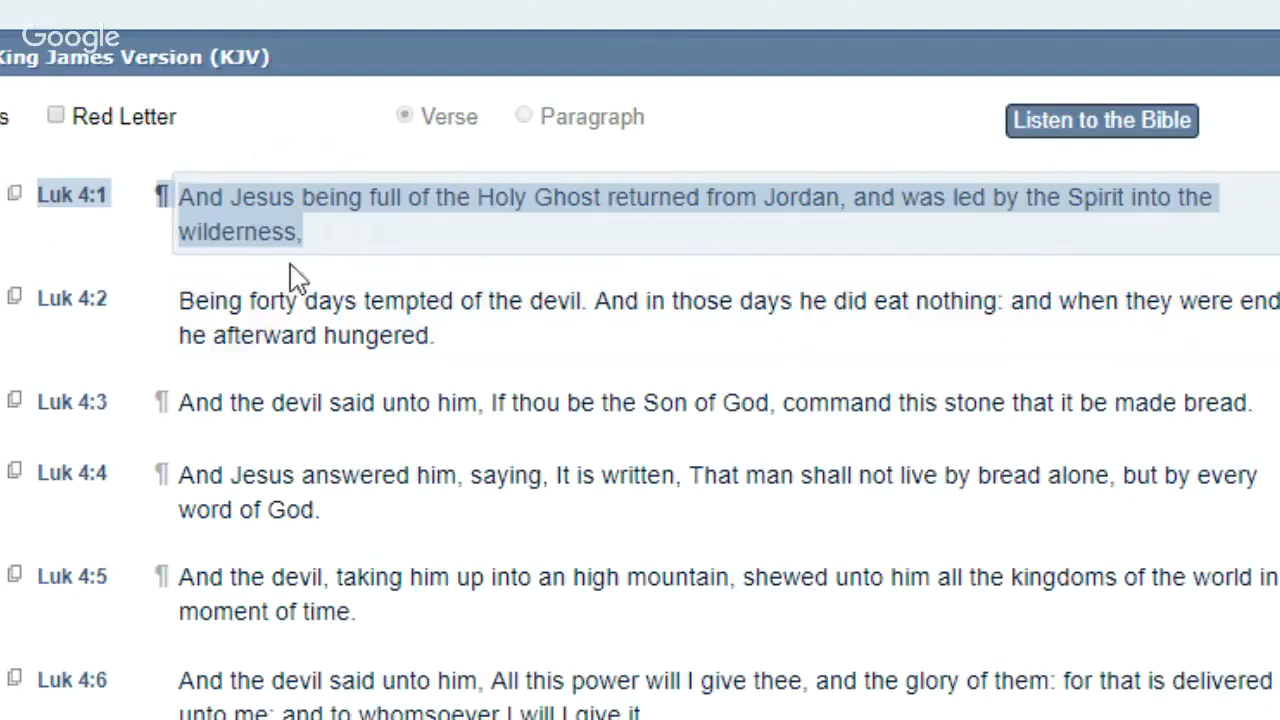 Google
King James Version (KJV)
s Red Letter Verse Paragraph Listen to the Bible
Luk 4:1 ¶ And Jesus being full of the Holy Ghost returned from Jordan, and was led by the Spirit into the
wilderness,
Luk 4:2 Being forty days tempted of the devil. And in those days he did eat nothing: and when they were end
he afterward hungered.
Luk 4:3 ¶ And the devil said unto him, If thou be the Son of God, command this stone that it be made bread.
Luk 4:4 ¶ And Jesus answered him, saying, It is written, That man shall not live by bread alone, but by every
word of God.
Luk 4:5 ¶ And the devil, taking him up into an high mountain, shewed unto him all the kingdoms of the world in
moment of time.
Luk 4:6 And the devil said unto him, All this power will I give thee, and the glory of them: for that is delivered
unto me; and to whomsoever I will I give it